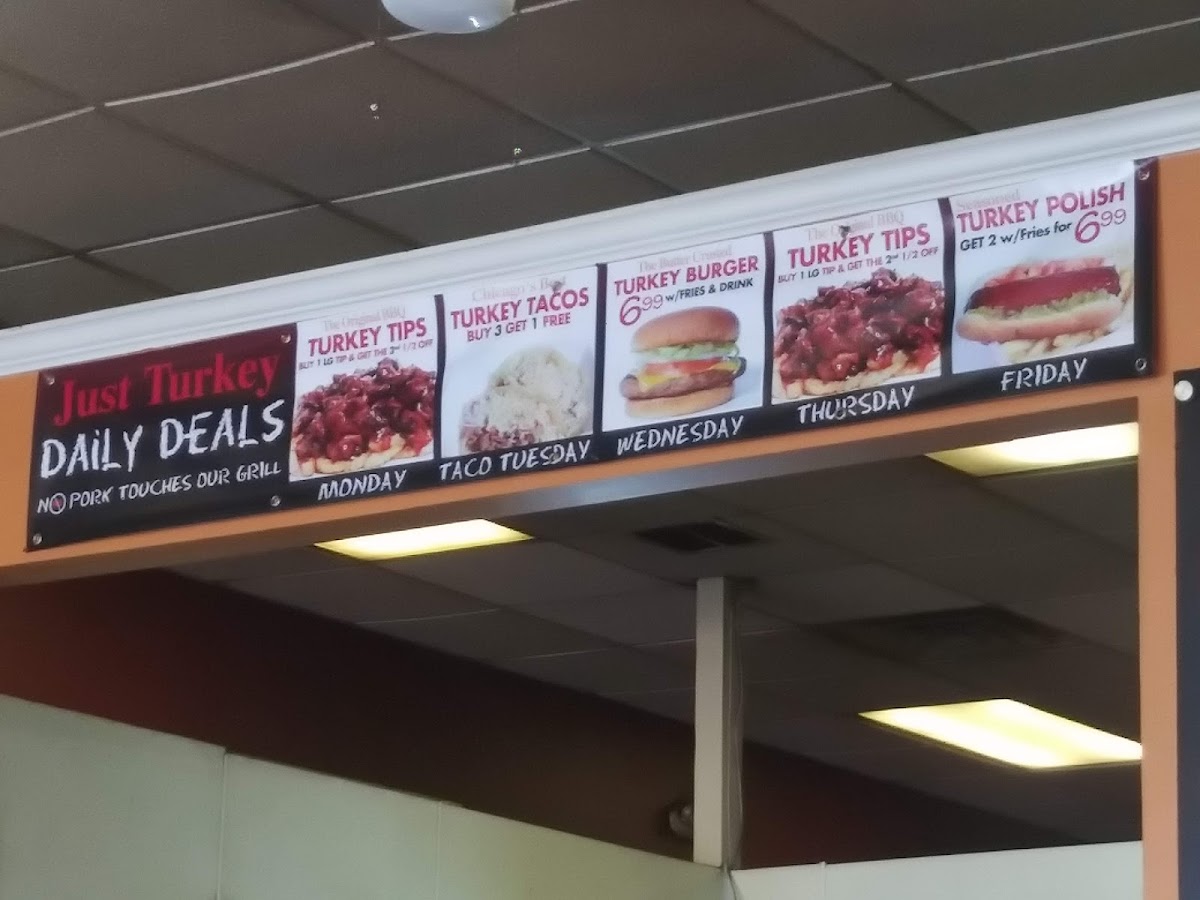 Just Turkey
DAILY DEALS
NO PORK TOUCHES OUR GRILL
The Original BBQ
TURKEY TIPS
BUY 1 LG TIP & GET THE 2ND 1/2 OFF
MONDAY
Chicago's Best
TURKEY TACOS
BUY 3 GET 1 FREE
TACO TUESDAY
The Butter Crusted
TURKEY BURGER
6.99 w/FRIES & DRINK
WEDNESDAY
The Original BBQ
TURKEY TIPS
BUY 1 LG TIP & GET THE 2ND 1/2 OFF
THURSDAY
Seasoned
TURKEY POLISH
GET 2 w/Fries for 6.99
FRIDAY